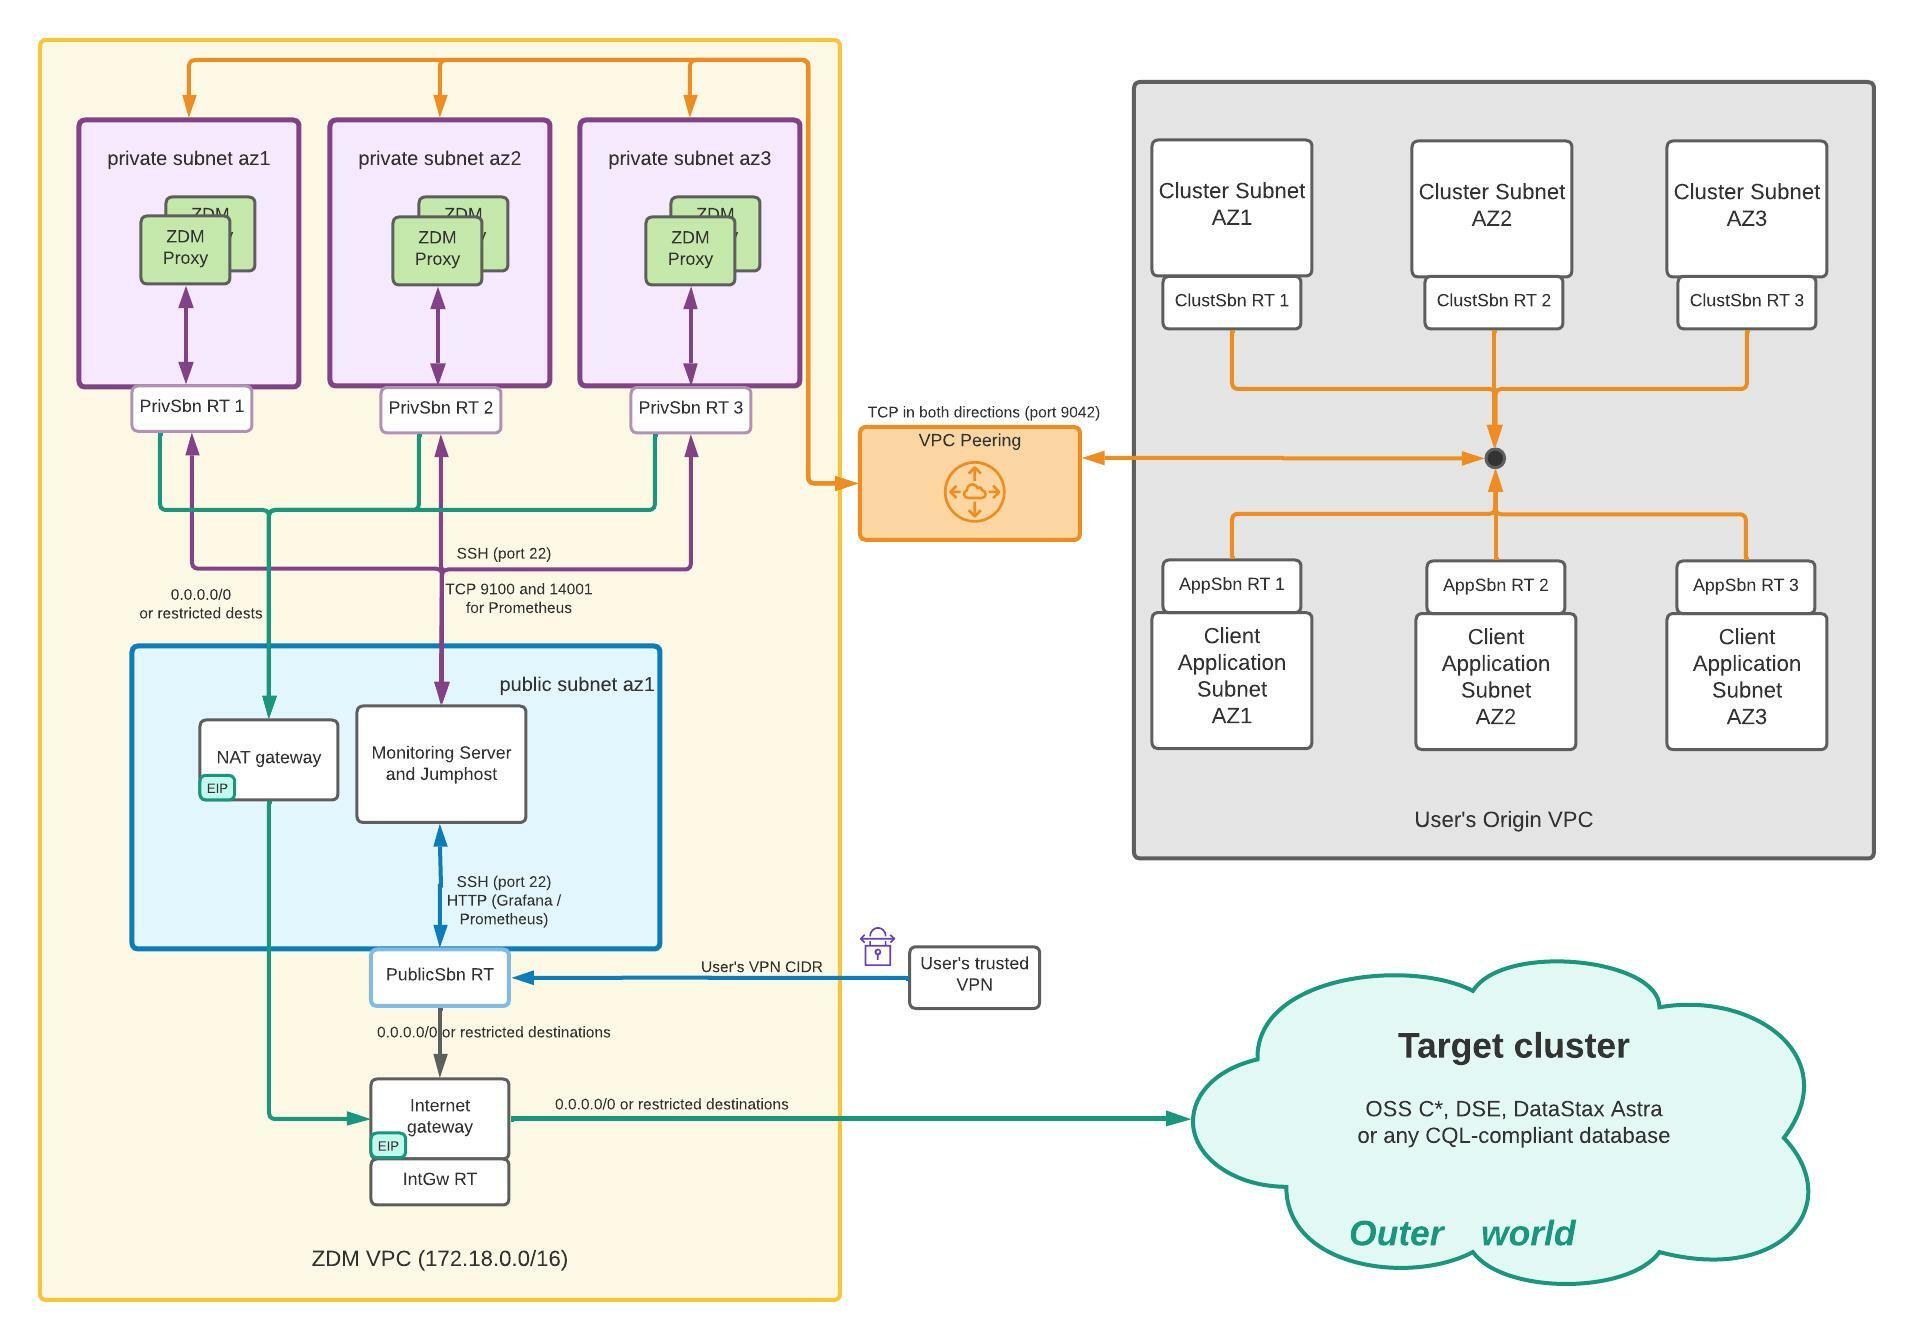 private subnet az1
ZDM
ZDM
Proxy
PrivSbn RT 1
private subnet az2
ZDM
ZDM
Proxy
PrivSbn RT 2
private subnet az3
ZDM
ZDM
Proxy
PrivSbn RT 3
SSH (port 22)
TCP 9100 and 14001
for Prometheus
0.0.0.0/0
or restricted dests
public subnet az1
NAT gateway
EIP
Monitoring Server
and Jumphost
SSH (port 22)
HTTP (Grafana /
Prometheus)
PublicSbn RT
User's VPN CIDR
User's trusted
VPN
0.0.0.0/0 or restricted destinations
Internet
gateway
EIP
IntGw RT
0.0.0.0/0 or restricted destinations
ZDM VPC (172.18.0.0/16)
TCP in both directions (port 9042)
VPC Peering
Cluster Subnet
AZ1
ClustSbn RT 1
Cluster Subnet
AZ2
ClustSbn RT 2
Cluster Subnet
AZ3
ClustSbn RT 3
AppSbn RT 1
Client
Application
Subnet
AZ1
AppSbn RT 2
Client
Application
Subnet
AZ2
AppSbn RT 3
Client
Application
Subnet
AZ3
User's Origin VPC
Target cluster
OSS C*, DSE, DataStax Astra
or any CQL-compliant database
Outer world